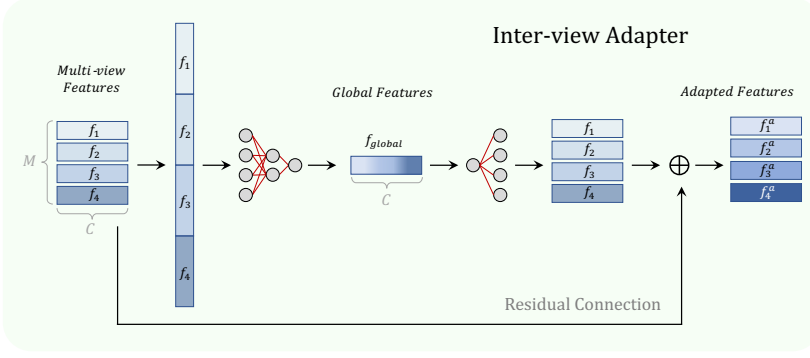 Inter-view Adapter
Multi-view
Features
f1
f2
f3
f4
M
C
f1
f2
f3
f4
Global Features
fglobal
C
f1
f2
f3
f4
Adapted Features
f1a
f2a
f3a
f4a
Residual Connection